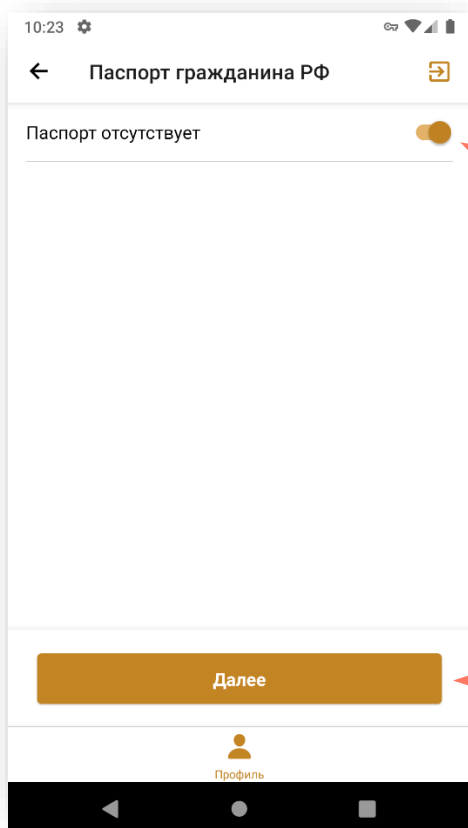 10:23
Паспорт гражданина РФ
Паспорт отсутствует
Далее
Профиль